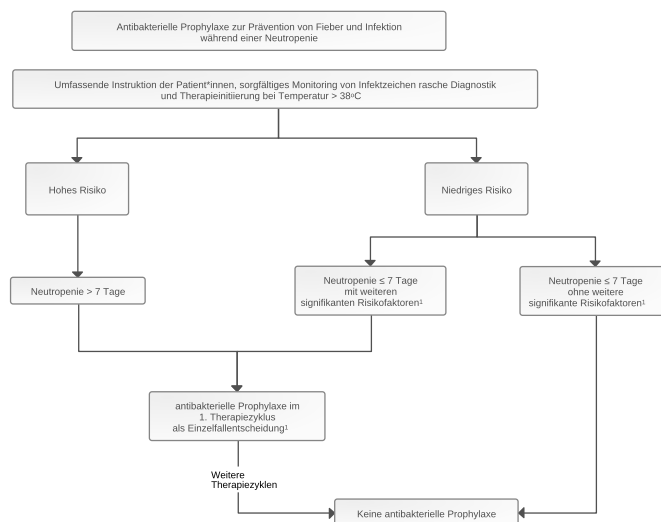 Antibakterielle Prophylaxe zur Prävention von Fieber und Infektion
während einer Neutropenie
Umfassende Instruktion der Patient*innen, sorgfältiges Monitoring von Infektzeichen rasche Diagnostik
und Therapieinitiierung bei Temperatur > 38°C
Hohes Risiko
Niedriges Risiko
Neutropenie > 7 Tage
Neutropenie ≤ 7 Tage
mit weiteren
signifikanten Risikofaktoren¹
Neutropenie ≤ 7 Tage
ohne weitere
signifikante Risikofaktoren¹
antibakterielle Prophylaxe im
1. Therapiezyklus
als Einzelfallentscheidung¹
Weitere
Therapiezyklen
Keine antibakterielle Prophylaxe